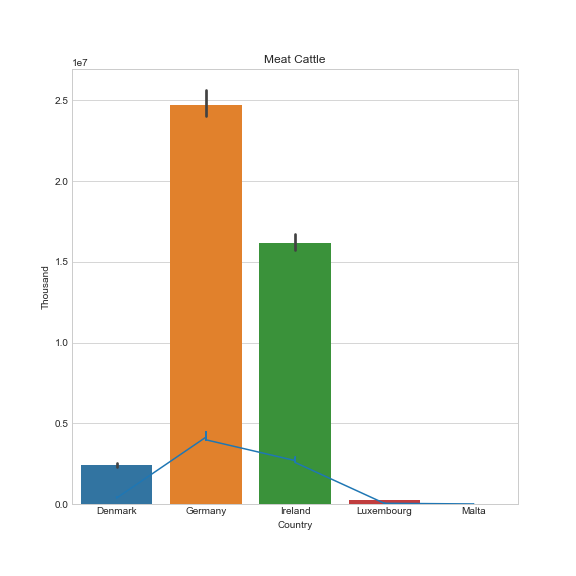 Meat Cattle
1e7
2.5
2.0
1.5
1.0
0.5
0.0
Thousand
Denmark Germany Ireland Luxembourg Malta
Country